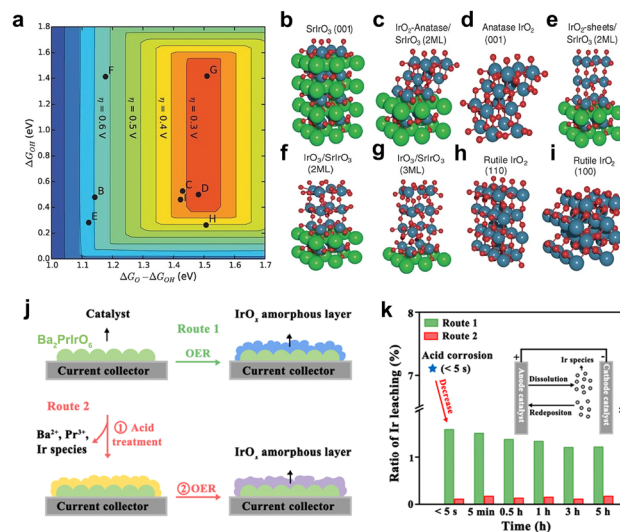 a
1.8
1.6
1.4
1.2
1.0
0.8
0.6
0.4
0.2
0.0
ΔG_OH (eV)
F
G
η = 0.6 V
η = 0.5 V
η = 0.4 V
η = 0.3 V
B
C
D
I
E
H
1.0 1.1 1.2 1.3 1.4 1.5 1.6 1.7
ΔG_O − ΔG_OH (eV)
b
SrIrO₃ (001)
c
IrO₂-Anatase/
SrIrO₃ (2ML)
d
Anatase IrO₂
(001)
e
IrO₂-sheets/
SrIrO₃ (2ML)
f
IrO₃/SrIrO₃
(2ML)
g
IrO₃/SrIrO₃
(3ML)
h
Rutile IrO₂
(110)
i
Rutile IrO₂
(100)
j
Catalyst
Route 1
IrOₓ amorphous layer
Ba₂PrIrO₆
OER
Current collector
Current collector
Route 2
Ba²⁺, Pr³⁺,
Ir species
① Acid
treatment
IrOₓ amorphous layer
② OER
Current collector
Current collector
k
Ratio of Ir leaching (%)
8
7
2
1
0
Route 1
Route 2
Acid corrosion
(< 5 s)
Decrease
Ir species
+
-
Anode catalyst
Dissolution
Redepositon
Cathode catalyst
< 5 s 5 min 0.5 h 1 h 3 h 5 h
Time (h)